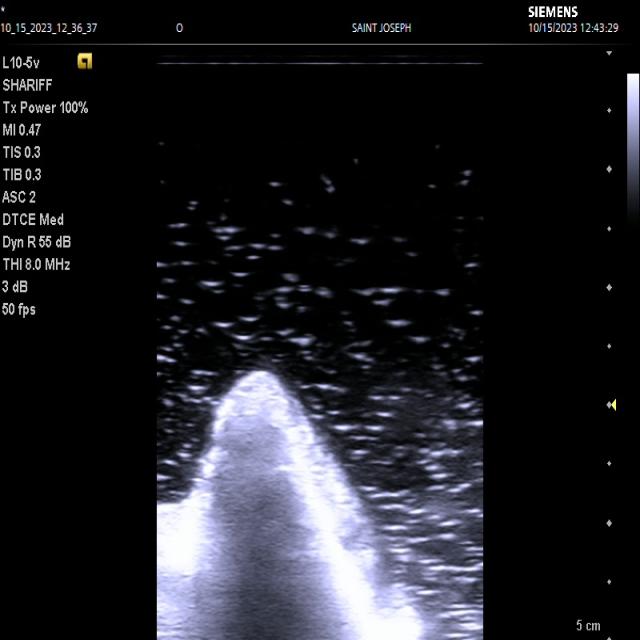 *
SIEMENS
10_15_2023_12_36_37
O
SAINT JOSEPH
10/15/2023 12:43:29
L10-5v
SHARIFF
Tx Power 100%
MI 0.47
TIS 0.3
TIB 0.3
ASC 2
DTCE Med
Dyn R 55 dB
THI 8.0 MHz
3 dB
50 fps
5 cm